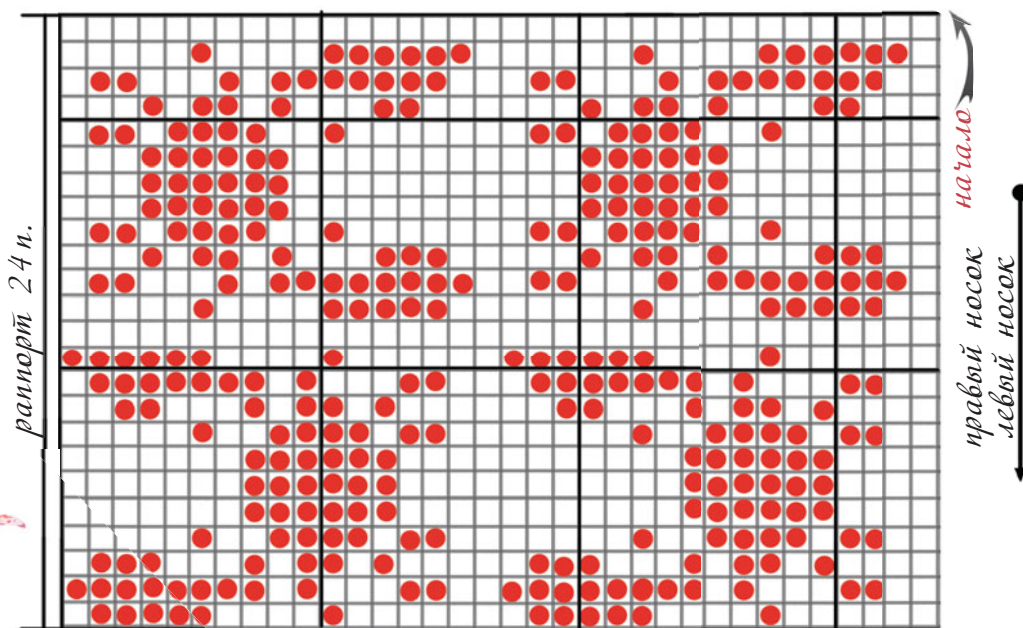 раппорт 24 п.
начало
правый носок
левый носок